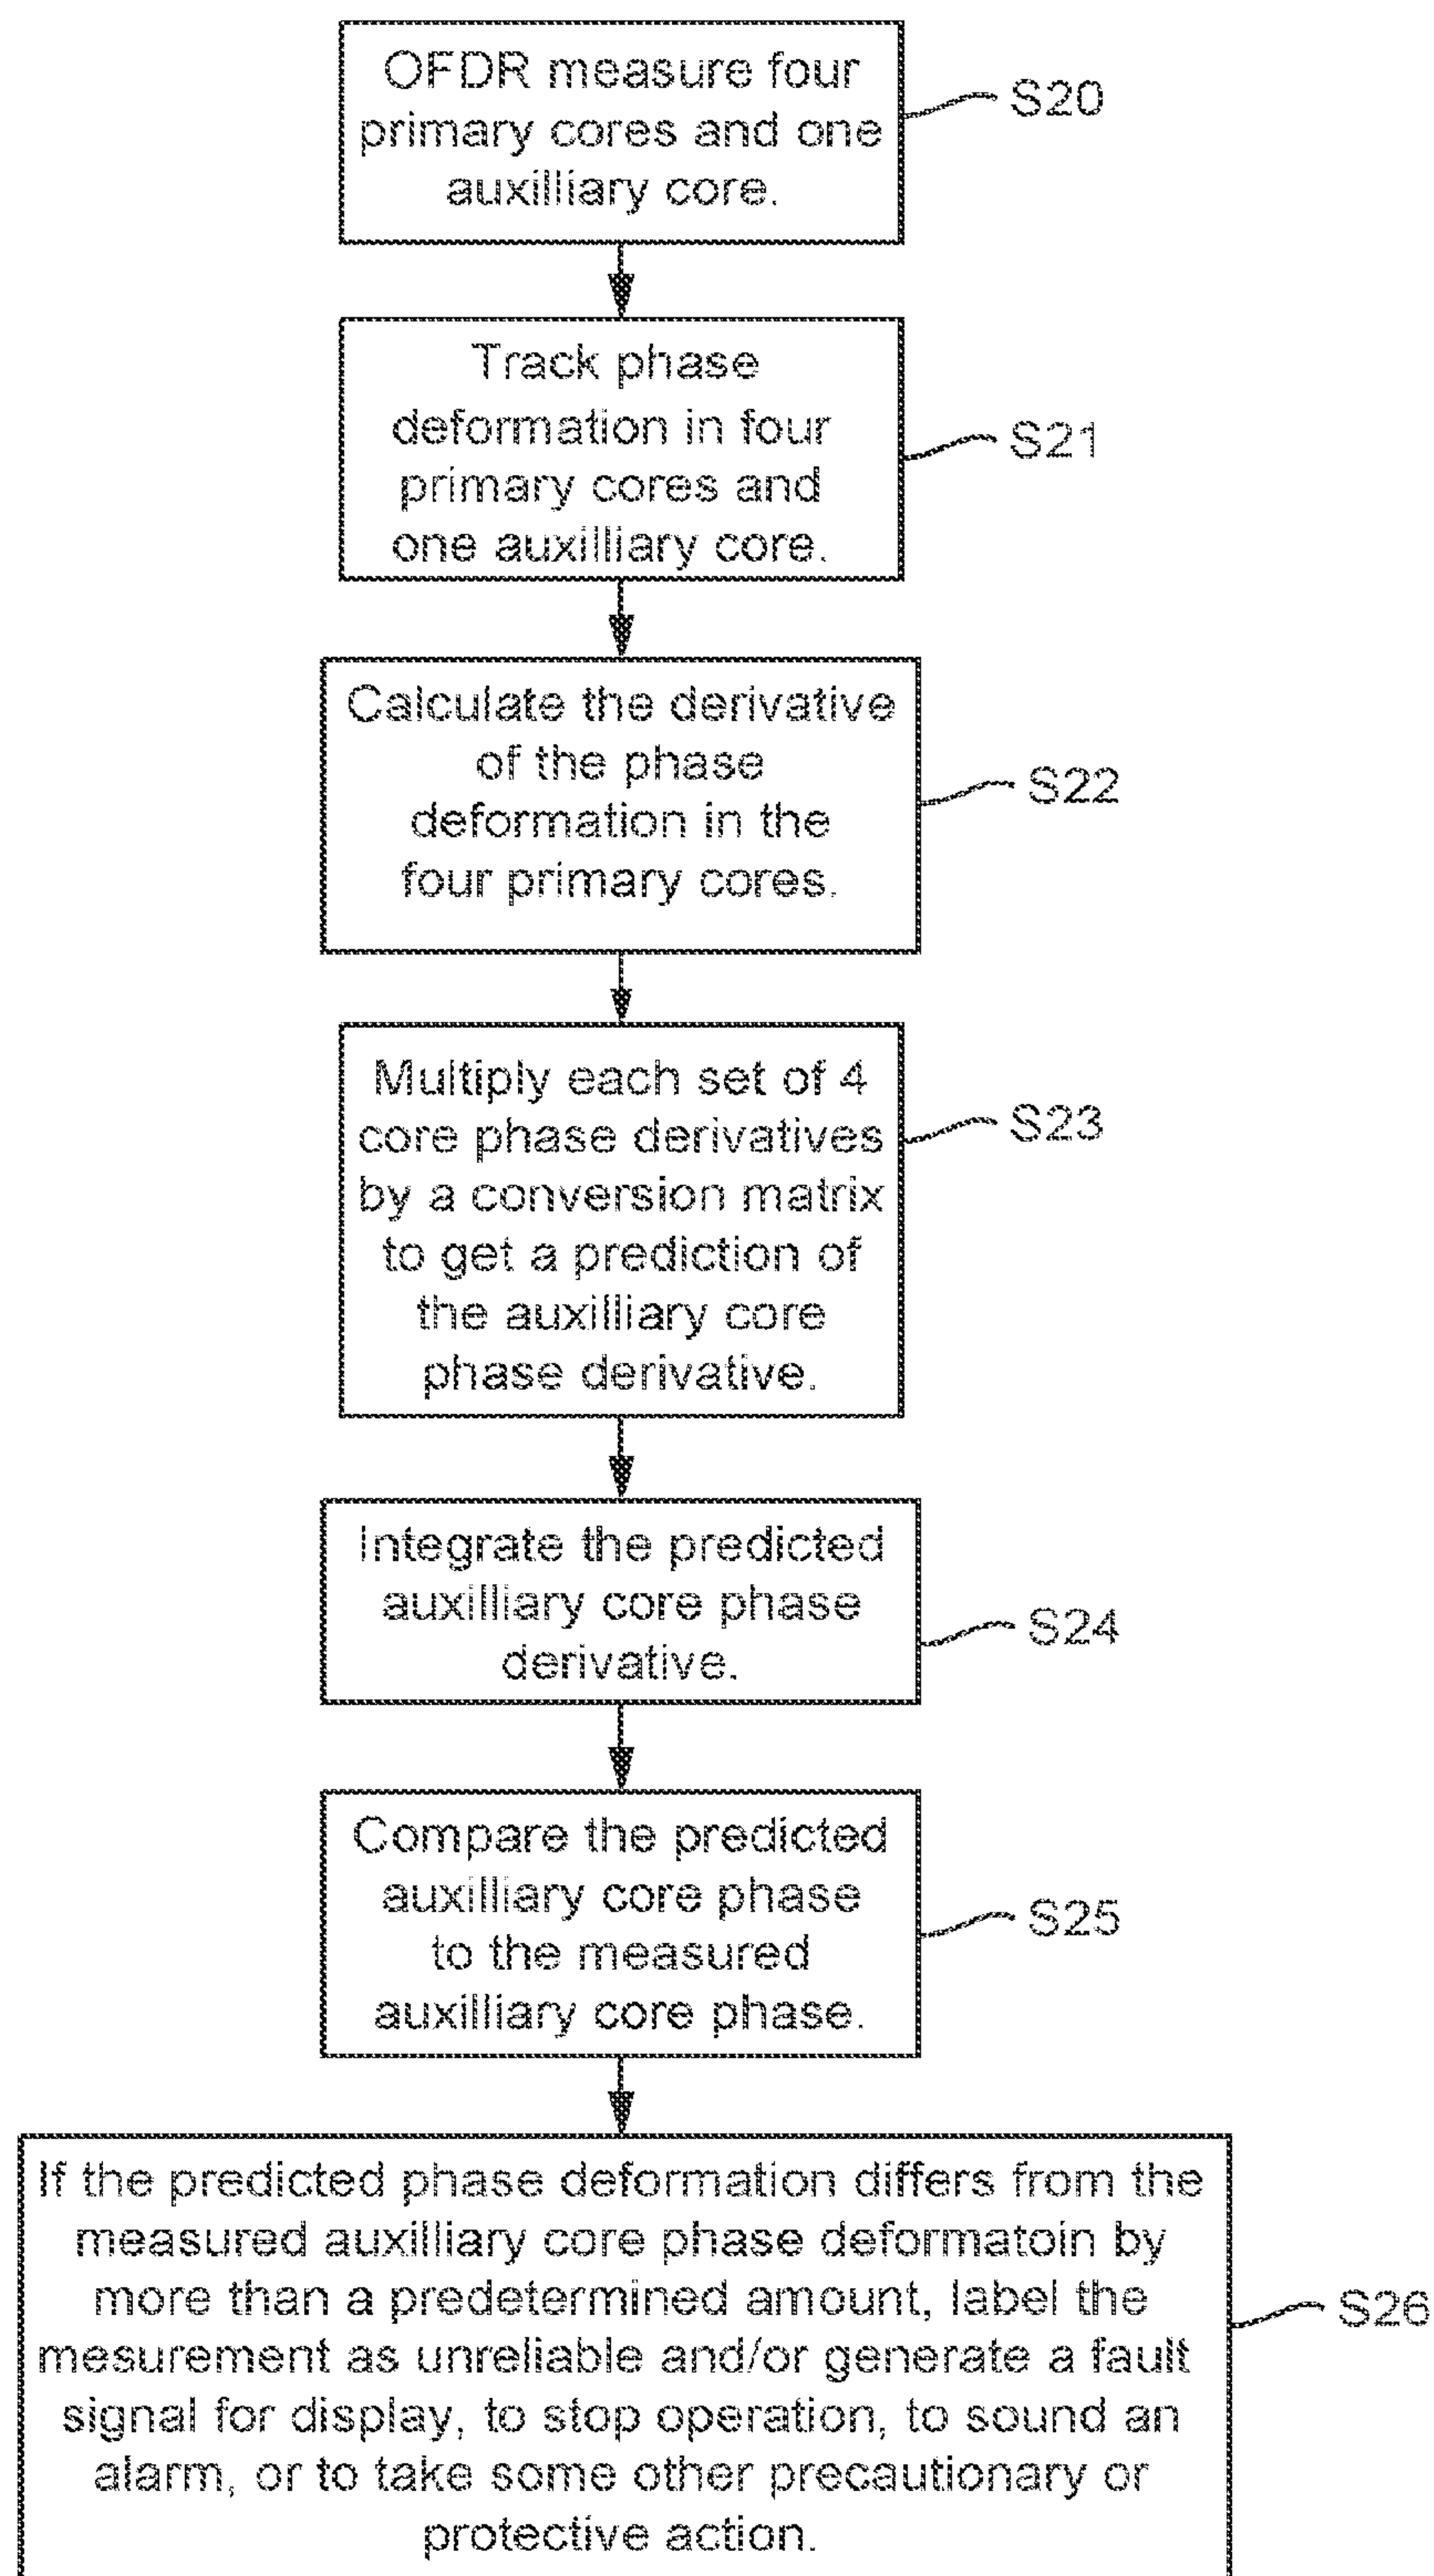 OFDR measure four
primary cores and one
auxilliary core.
S20
Track phase
deformation in four
primary cores and
one auxilliary core.
S21
Calculate the derivative
of the phase
deformation in the
four primary cores.
S22
Multiply each set of 4
core phase derivatives
by a conversion matrix
to get a prediction of
the auxilliary core
phase derivative.
S23
Integrate the predicted
auxilliary core phase
derivative.
S24
Compare the predicted
auxilliary core phase
to the measured
auxilliary core phase.
S25
If the predicted phase deformation differs from the
measured auxilliary core phase deformatoin by
more than a predetermined amount, label the
mesurement as unreliable and/or generate a fault
signal for display, to stop operation, to sound an
alarm, or to take some other precautionary or
protective action.
S26